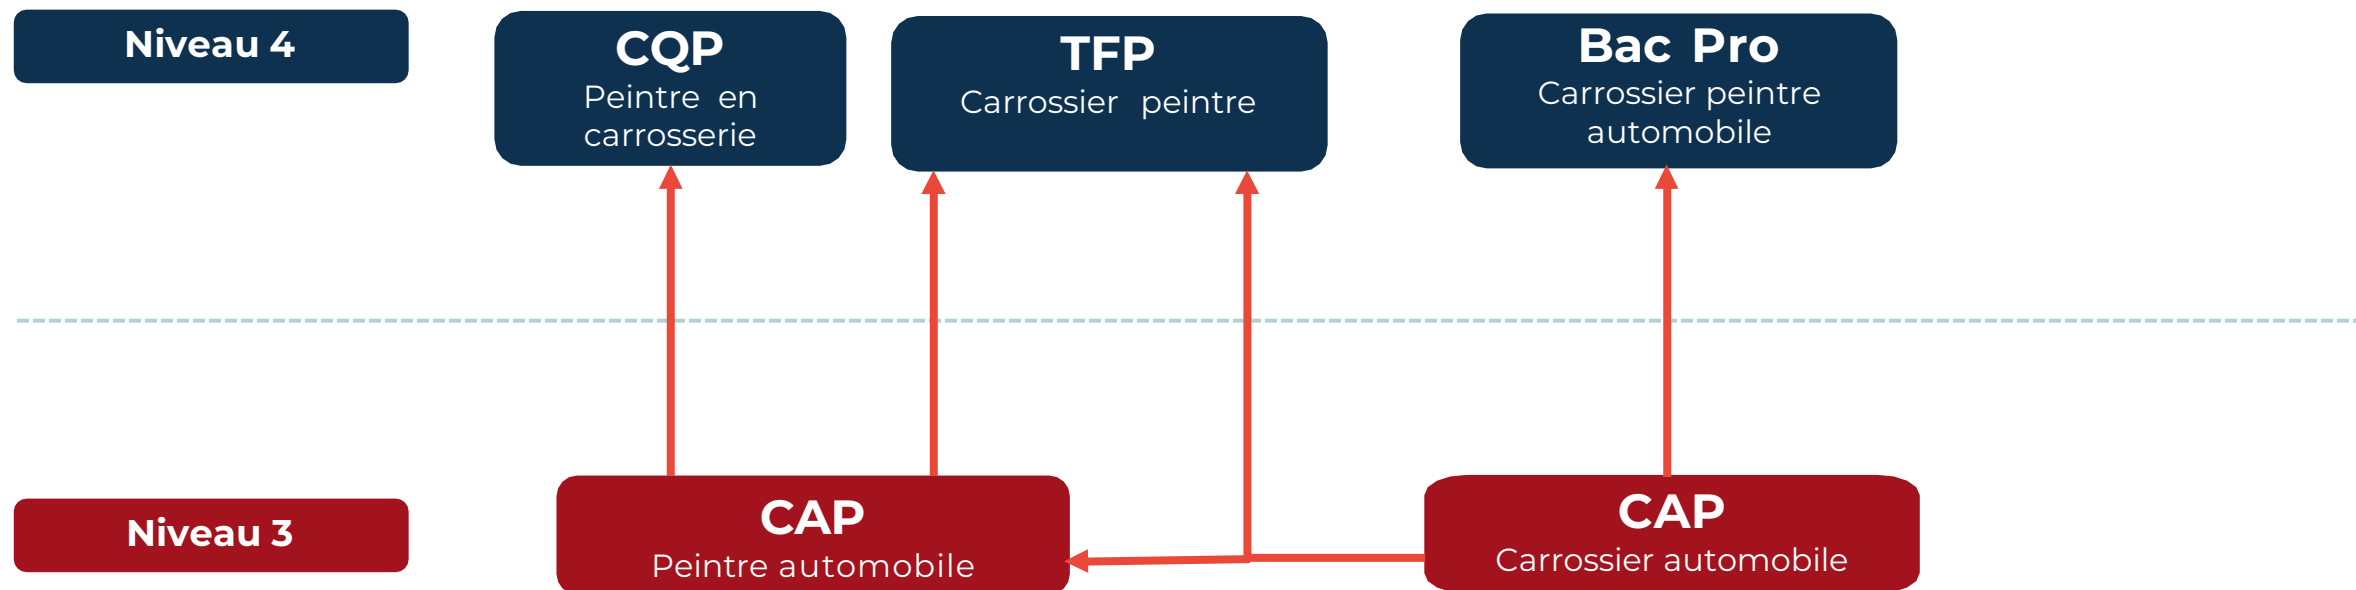 Niveau 4
CQP
Peintre en
carrosserie
TFP
Carrossier peintre
Bac Pro
Carrossier peintre
automobile
Niveau 3
CAP
Peintre automobile
CAP
Carrossier automobile